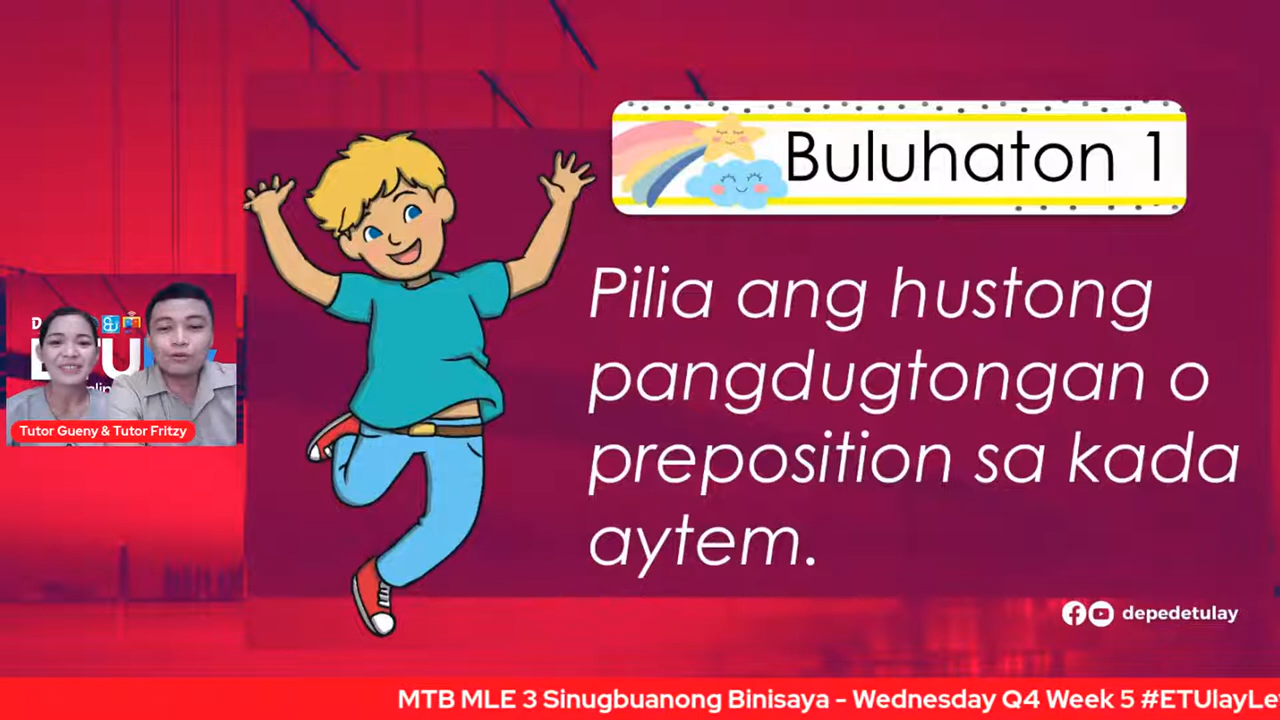 Buluhaton 1
Pilia ang hustong
pangdugtongan o
preposition sa kada
aytem.
Tutor Gueny & Tutor Fritzy
depedetulay
MTB MLE 3 Sinugbuanong Binisaya - Wednesday Q4 Week 5 #ETUlayLe